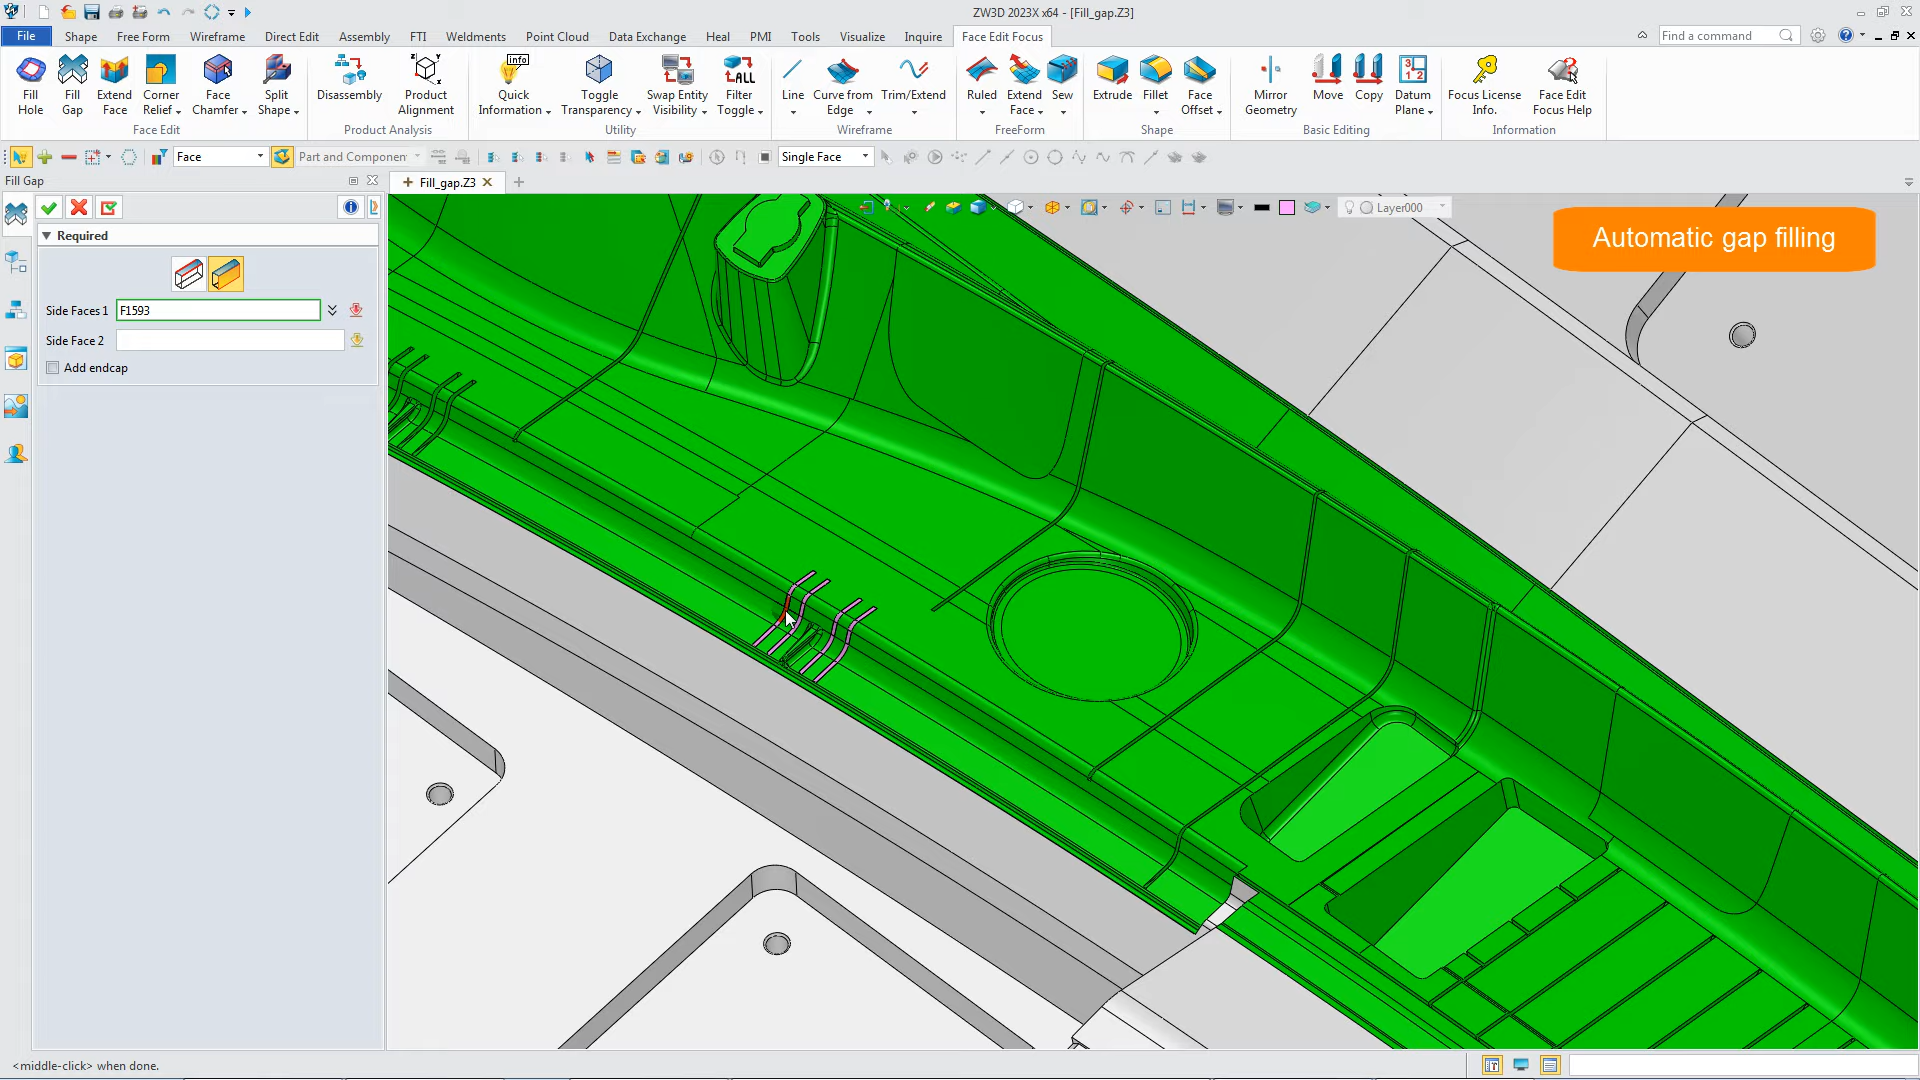 ZW3D 2023X x64 - [Fill_gap.Z3]
File Shape Free Form Wireframe Direct Edit Assembly FTI Weldments Point Cloud Data Exchange Heal PMI Tools Visualize Inquire Face Edit Focus
Find a command
Fill Hole
Fill Gap
Extend Face
Corner Relief
Face Chamfer
Split Shape
Disassembly
Product Alignment
info
Quick Information
Toggle Transparency
Swap Entity Visibility
ALL
Filter Toggle
Line
Curve from Edge
Trim/Extend
Ruled
Extend Face
Sew
Extrude
Fillet
Face Offset
Mirror Geometry
Move
Copy
Datum Plane
Focus License Info.
Face Edit Focus Help
Face Edit
Product Analysis
Utility
Wireframe
FreeForm
Shape
Basic Editing
Information
Face
Part and Component
Single Face
Fill Gap
Fill_gap.Z3
Layer000
Required
Automatic gap filling
Side Faces 1 F1593
Side Face 2
Add endcap
<middle-click> when done.